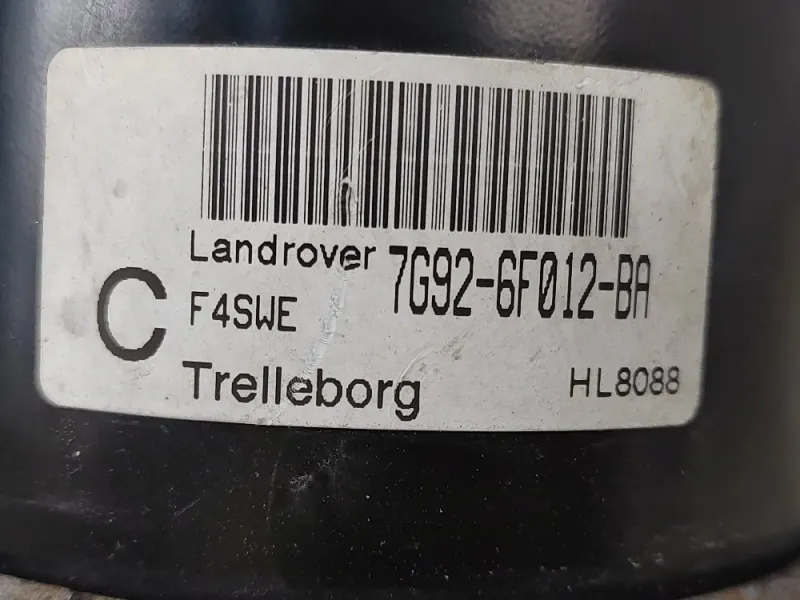 Landrover 7G92-6F012-BA
C F4SWE
Trelleborg HL8088